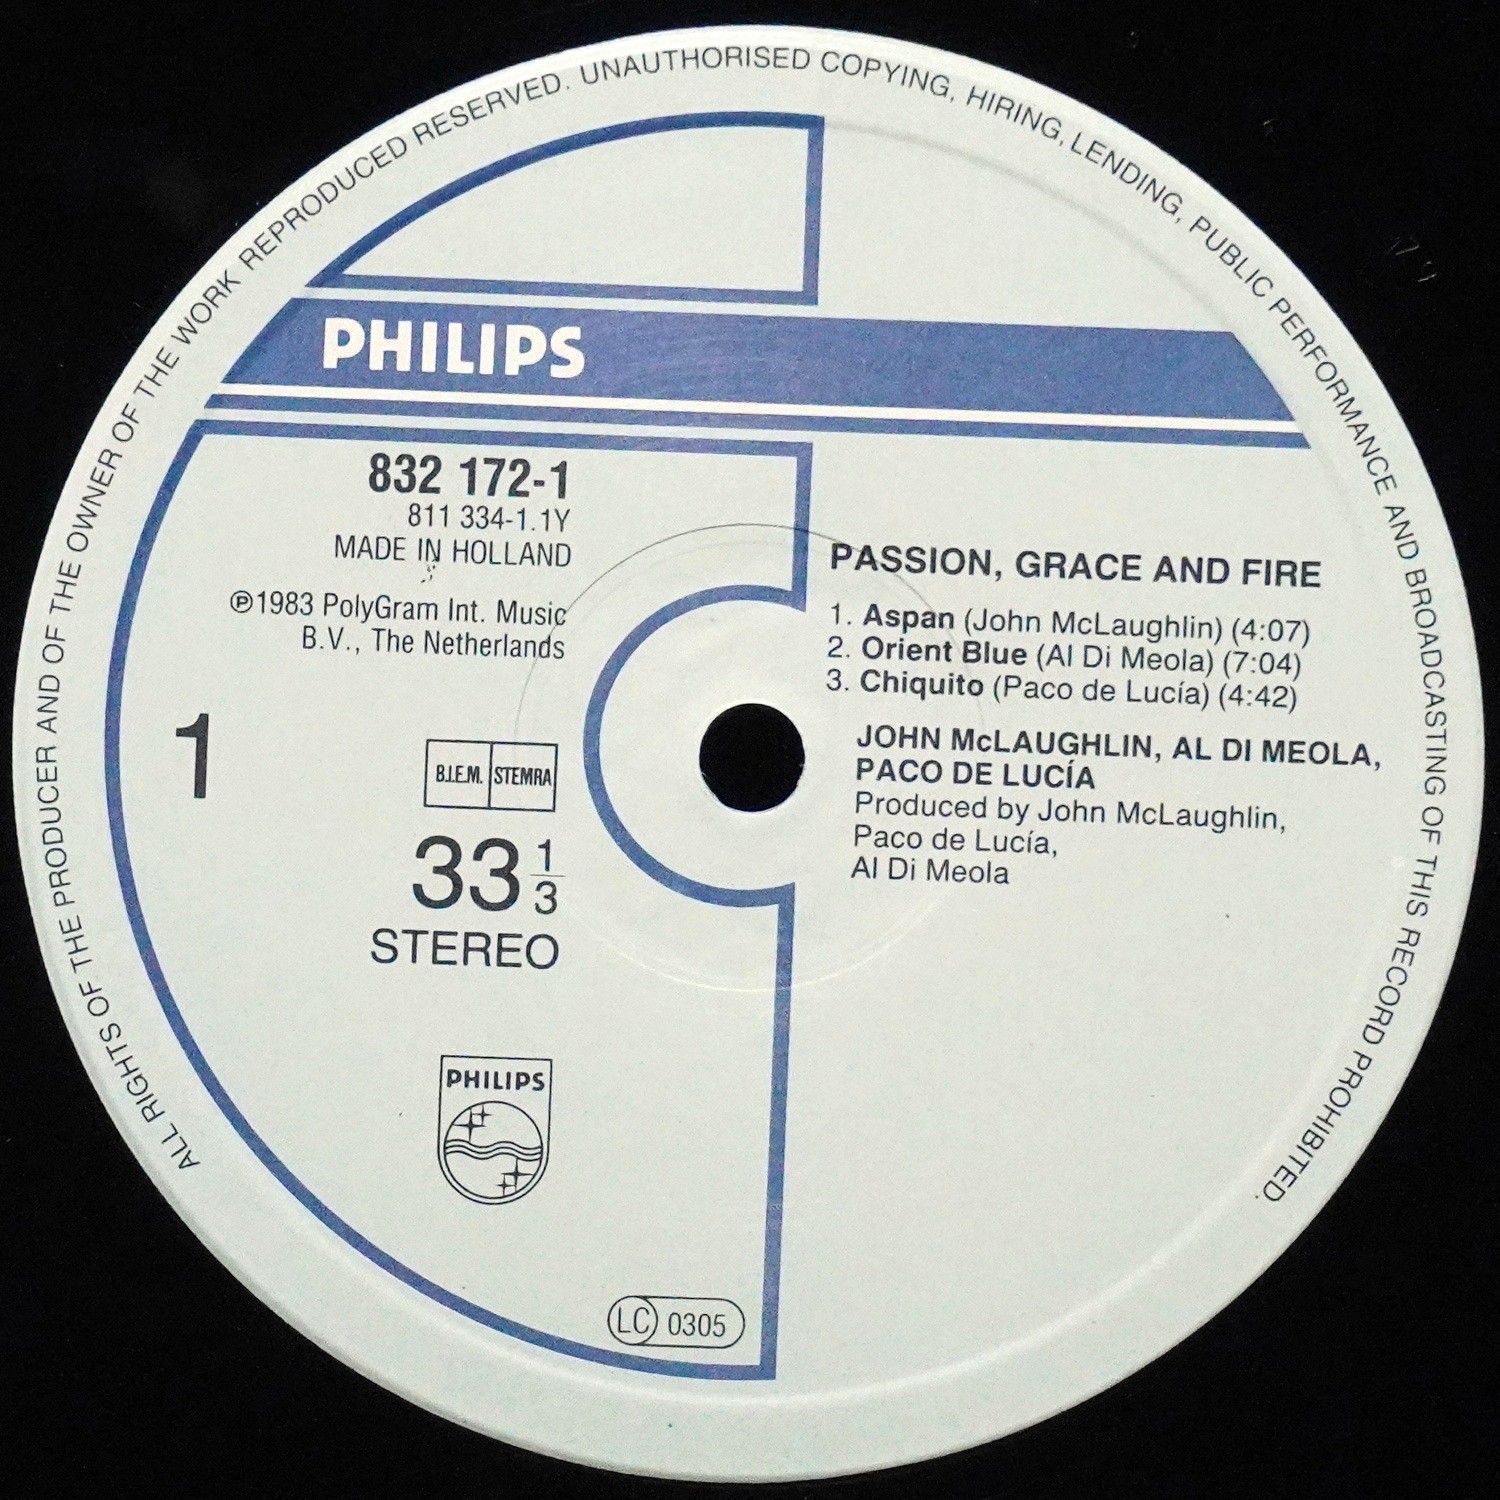 ALL RIGHTS OF THE PRODUCER AND OF THE OWNER OF THE WORK REPRODUCED RESERVED. UNAUTHORISED COPYING, HIRING, LENDING, PUBLIC PERFORMANCE AND BROADCASTING OF THIS RECORD PROHIBITED.
PHILIPS
832 172-1
811 334-1.1Y
MADE IN HOLLAND
℗1983 PolyGram Int. Music
B.V., The Netherlands
1
B.I.E.M. STEMRA
33 1/3
STEREO
PHILIPS
LC 0305
PASSION, GRACE AND FIRE
1. Aspan (John McLaughlin) (4:07)
2. Orient Blue (Al Di Meola) (7:04)
3. Chiquito (Paco de Lucía) (4:42)
JOHN McLAUGHLIN, AL DI MEOLA,
PACO DE LUCÍA
Produced by John McLaughlin,
Paco de Lucía,
Al Di Meola